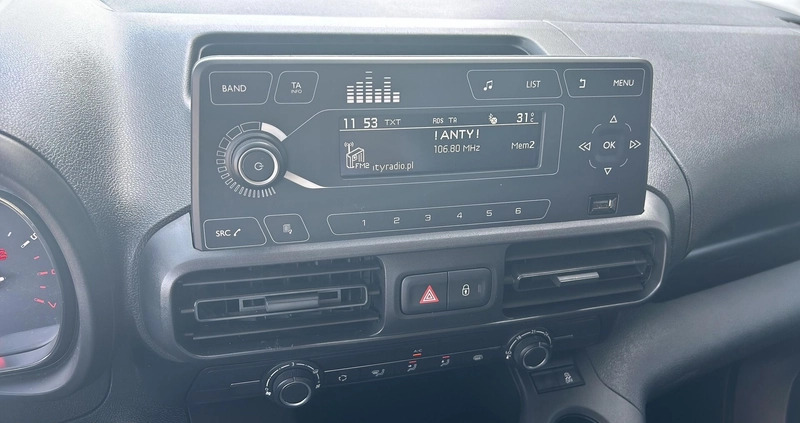 BAND
TA
INFO
LIST
MENU
11 53 TXT RDS TA 31°
! ANTY !
106.80 MHz
Mem2
FM2 ityradio.pl
OK
SRC
1 2 3 4 5 6